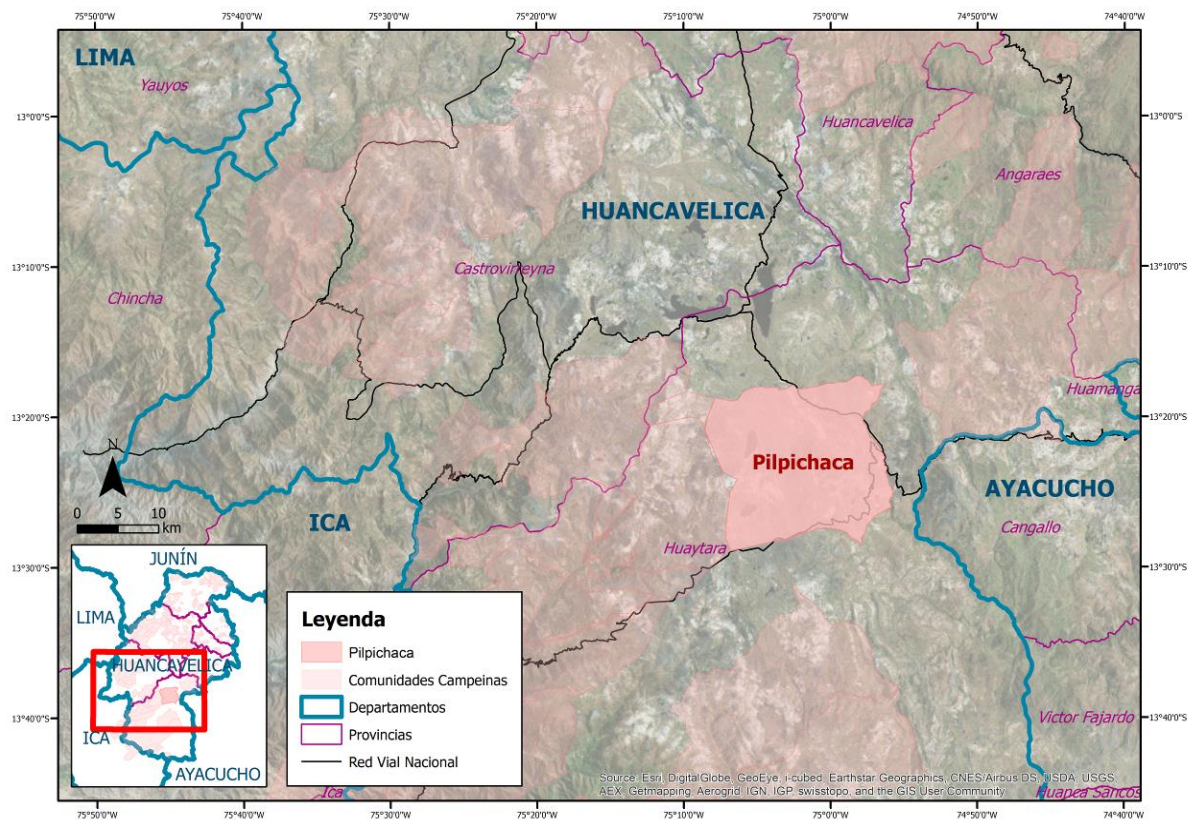 75°50'0"O 75°40'0"O 75°30'0"O 75°20'0"O 75°10'0"O 75°0'0"O 74°50'0"O 74°40'0"O
LIMA
Yauyos
13°0'0"S 13°0'0"S
Huancavelica
Angaraes
HUANCAVELICA
13°10'0"S 13°10'0"S
Castrovirreyna
Chincha
13°20'0"S 13°20'0"S
Huamanga
N
Pilpichaca
0 5 10
km
ICA
AYACUCHO
Cangallo
Huaytara
13°30'0"S 13°30'0"S
JUNÍN
LIMA
HUANCAVELICA
ICA
AYACUCHO
Leyenda
Pilpichaca
Comunidades Campeinas
Departamentos
Provincias
Red Vial Nacional
13°40'0"S 13°40'0"S
Victor Fajardo
Ica
Source: Esri, DigitalGlobe, GeoEye, i-cubed, Earthstar Geographics, CNES/Airbus DS, USDA, USGS,
AEX, Getmapping, Aerogrid, IGN, IGP, swisstopo, and the GIS User Community
Huanca Sancos
75°50'0"O 75°40'0"O 75°30'0"O 75°20'0"O 75°10'0"O 75°0'0"O 74°50'0"O 74°40'0"O